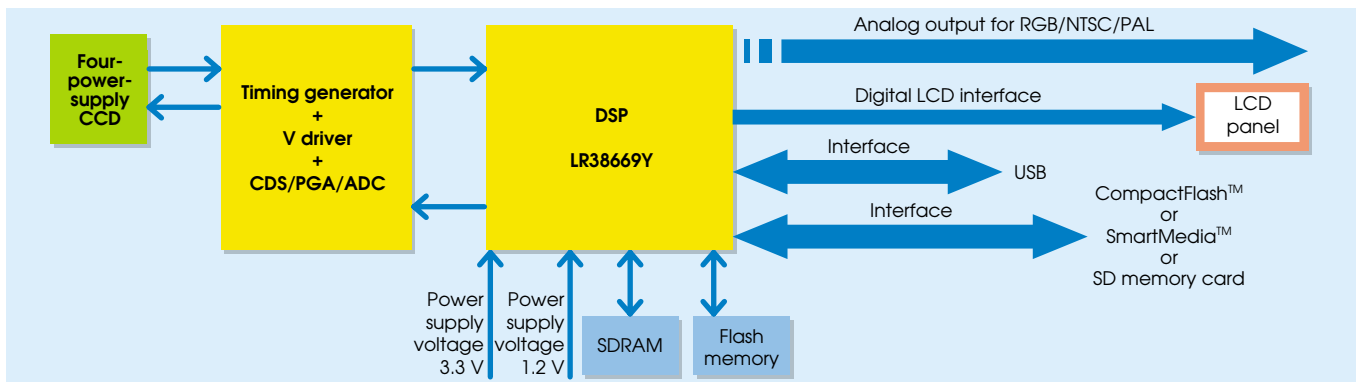 Four-
power-
supply
CCD
Timing generator
+
V driver
+
CDS/PGA/ADC
DSP
LR38669Y
Analog output for RGB/NTSC/PAL
Digital LCD interface
LCD
panel
Interface
USB
Interface
CompactFlash™
or
SmartMedia™
or
SD memory card
Power
supply
voltage
3.3 V
Power
supply
voltage
1.2 V
SDRAM
Flash
memory